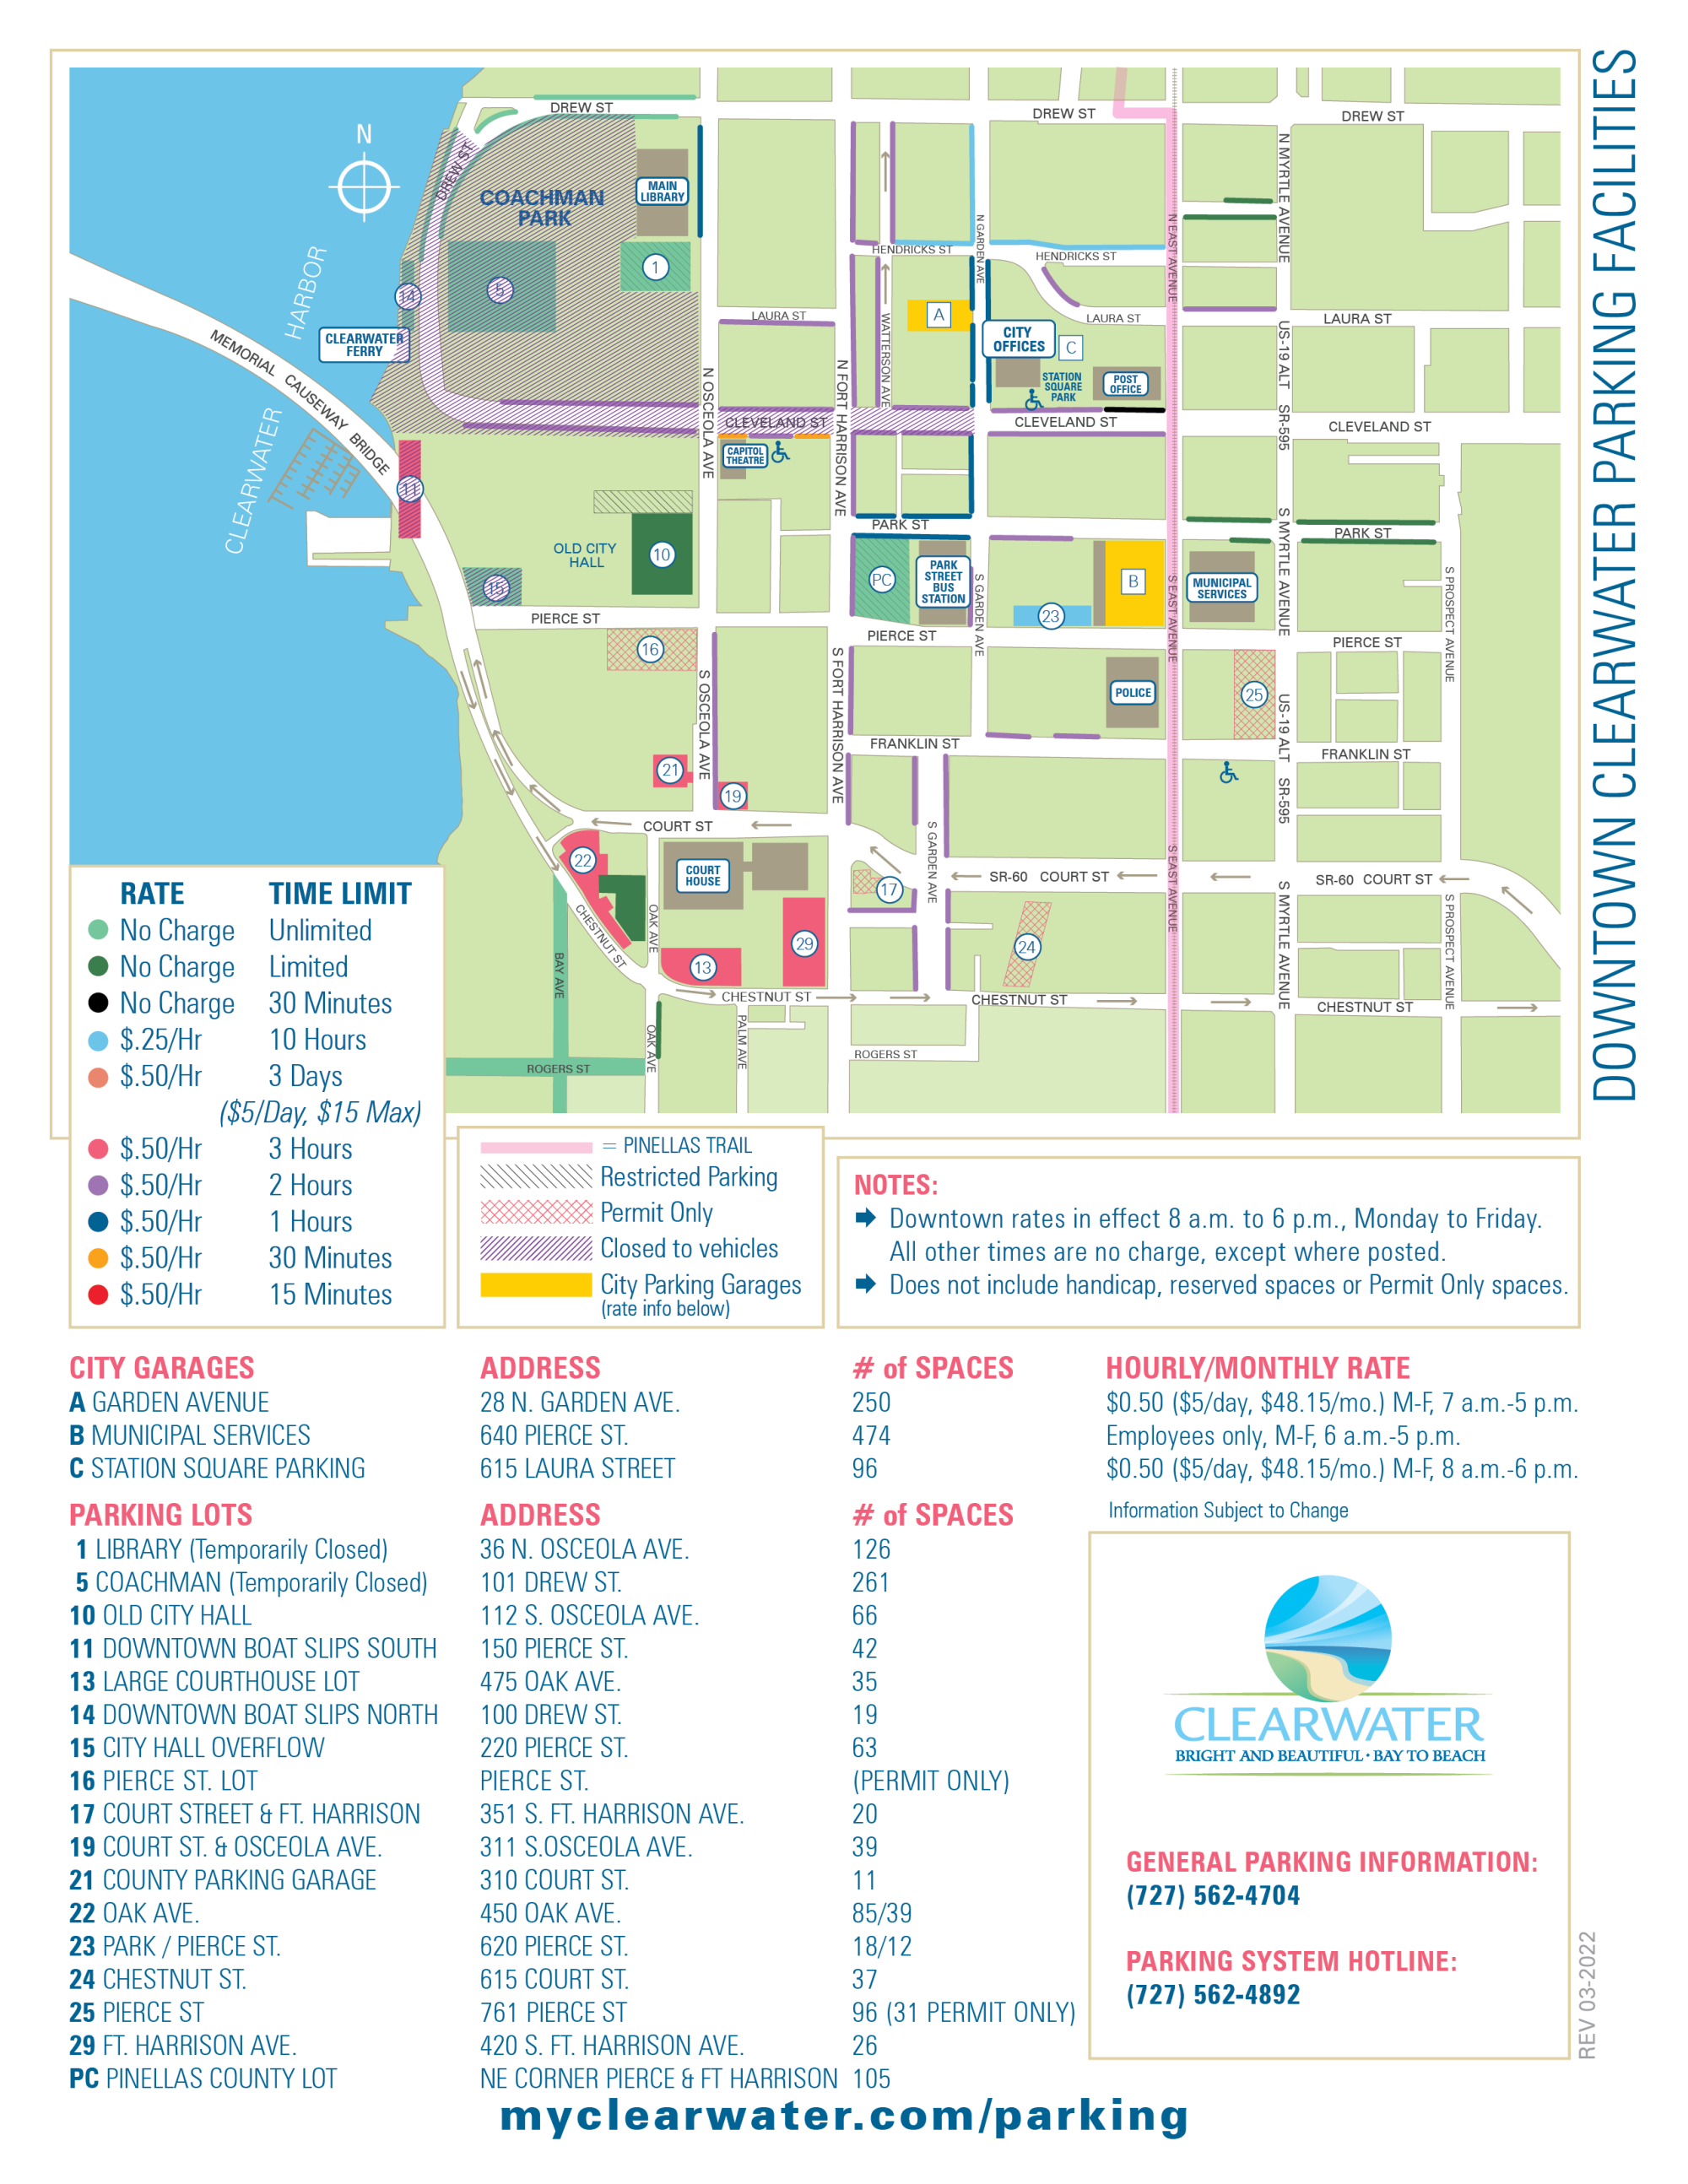 DOWNTOWN CLEARWATER PARKING FACILITIES
DREW ST
DREW ST
DREW ST
N
DREW ST
COACHMAN
PARK
MAIN
LIBRARY
N MYRTLE AVENUE
N GARDEN AVE
N EAST AVENUE
HENDRICKS ST
HENDRICKS ST
1
5
14
HARBOR
CLEARWATER
FERRY
MEMORIAL CAUSEWAY BRIDGE
CLEARWATER
LAURA ST
WATTERSON AVE
A
CITY
OFFICES
C
LAURA ST
LAURA ST
US-19 ALT
SR-595
STATION
SQUARE
PARK
POST
OFFICE
N OSCEOLA AVE
N FORT HARRISON AVE
CLEVELAND ST
CLEVELAND ST
CLEVELAND ST
CAPITOL
THEATRE
11
PARK ST
PARK ST
OLD CITY
HALL
10
PC
PARK
STREET
BUS
STATION
S GARDEN AVE
B
23
MUNICIPAL
SERVICES
S EAST AVENUE
S MYRTLE AVENUE
S PROSPECT AVENUE
15
PIERCE ST
PIERCE ST
PIERCE ST
16
S OSCEOLA AVE
S FORT HARRISON AVE
POLICE
25
US-19 ALT
SR-595
FRANKLIN ST
FRANKLIN ST
21
19
COURT ST
22
COURT
HOUSE
S GARDEN AVE
17
SR-60 COURT ST
SR-60 COURT ST
S EAST AVENUE
S MYRTLE AVENUE
S PROSPECT AVENUE
CHESTNUT ST
OAK AVE
29
13
24
BAY AVE
CHESTNUT ST
CHESTNUT ST
CHESTNUT ST
OAK AVE
PALM AVE
ROGERS ST
ROGERS ST
RATE TIME LIMIT
No Charge Unlimited
No Charge Limited
No Charge 30 Minutes
$.25/Hr 10 Hours
$.50/Hr 3 Days
($5/Day, $15 Max)
$.50/Hr 3 Hours
$.50/Hr 2 Hours
$.50/Hr 1 Hours
$.50/Hr 30 Minutes
$.50/Hr 15 Minutes
= PINELLAS TRAIL
Restricted Parking
Permit Only
Closed to vehicles
City Parking Garages
(rate info below)
NOTES:
Downtown rates in effect 8 a.m. to 6 p.m., Monday to Friday.
All other times are no charge, except where posted.
Does not include handicap, reserved spaces or Permit Only spaces.
CITY GARAGES ADDRESS # of SPACES HOURLY/MONTHLY RATE
A GARDEN AVENUE 28 N. GARDEN AVE. 250 $0.50 ($5/day, $48.15/mo.) M-F, 7 a.m.-5 p.m.
B MUNICIPAL SERVICES 640 PIERCE ST. 474 Employees only, M-F, 6 a.m.-5 p.m.
C STATION SQUARE PARKING 615 LAURA STREET 96 $0.50 ($5/day, $48.15/mo.) M-F, 8 a.m.-6 p.m.
PARKING LOTS ADDRESS # of SPACES
Information Subject to Change
1 LIBRARY (Temporarily Closed) 36 N. OSCEOLA AVE. 126
5 COACHMAN (Temporarily Closed) 101 DREW ST. 261
10 OLD CITY HALL 112 S. OSCEOLA AVE. 66
11 DOWNTOWN BOAT SLIPS SOUTH 150 PIERCE ST. 42
13 LARGE COURTHOUSE LOT 475 OAK AVE. 35
14 DOWNTOWN BOAT SLIPS NORTH 100 DREW ST. 19
15 CITY HALL OVERFLOW 220 PIERCE ST. 63
16 PIERCE ST. LOT PIERCE ST. (PERMIT ONLY)
17 COURT STREET & FT. HARRISON 351 S. FT. HARRISON AVE. 20
19 COURT ST. & OSCEOLA AVE. 311 S.OSCEOLA AVE. 39
21 COUNTY PARKING GARAGE 310 COURT ST. 11
22 OAK AVE. 450 OAK AVE. 85/39
23 PARK / PIERCE ST. 620 PIERCE ST. 18/12
24 CHESTNUT ST. 615 COURT ST. 37
25 PIERCE ST 761 PIERCE ST 96 (31 PERMIT ONLY)
29 FT. HARRISON AVE. 420 S. FT. HARRISON AVE. 26
PC PINELLAS COUNTY LOT NE CORNER PIERCE & FT HARRISON 105
CLEARWATER
BRIGHT AND BEAUTIFUL • BAY TO BEACH
GENERAL PARKING INFORMATION:
(727) 562-4704
PARKING SYSTEM HOTLINE:
(727) 562-4892
REV 03-2022
myclearwater.com/parking